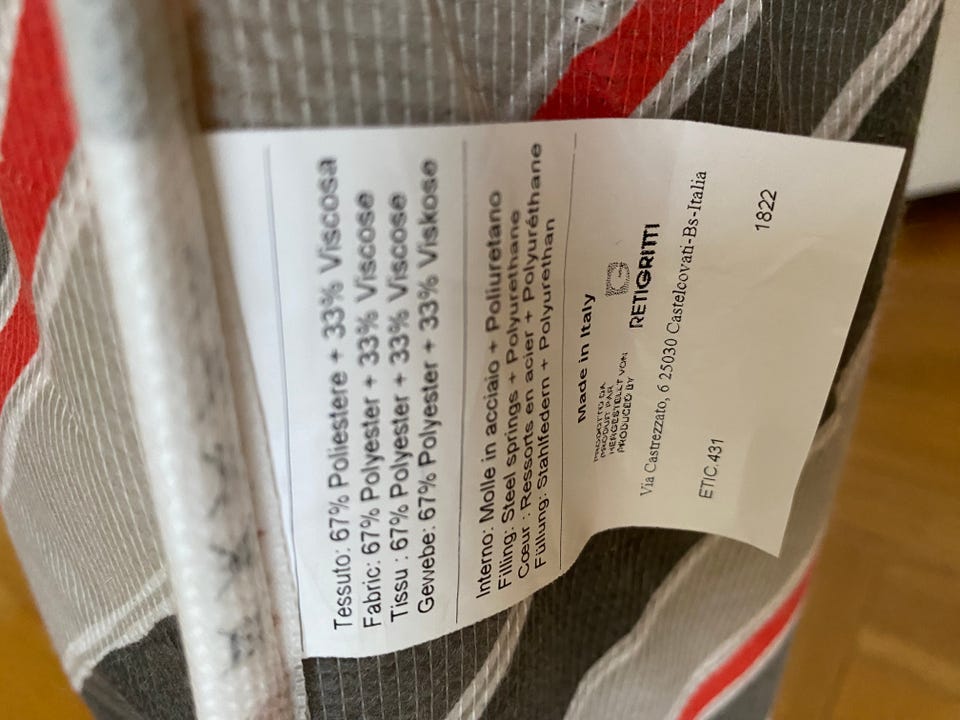 Tessuto: 67% Poliestere + 33% Viscosa
Fabric: 67% Polyester + 33% Viscose
Tissu : 67% Polyester + 33% Viscose
Gewebe: 67% Polyester + 33% Viskose
Interno: Molle in acciaio + Poliuretano
Filling: Steel springs + Polyurethane
Cœur : Ressorts en acier + Polyuréthane
Füllung: Stahlfedern + Polyurethan
Made in Italy
PRODOTTO DA
PRODUIT PAR
HERGESTELLT VON
PRODUCED BY
RETIGRITTI
Via Castrezzato, 6 25030 Castelcovati-Bs-Italia
ETIC.431 1822